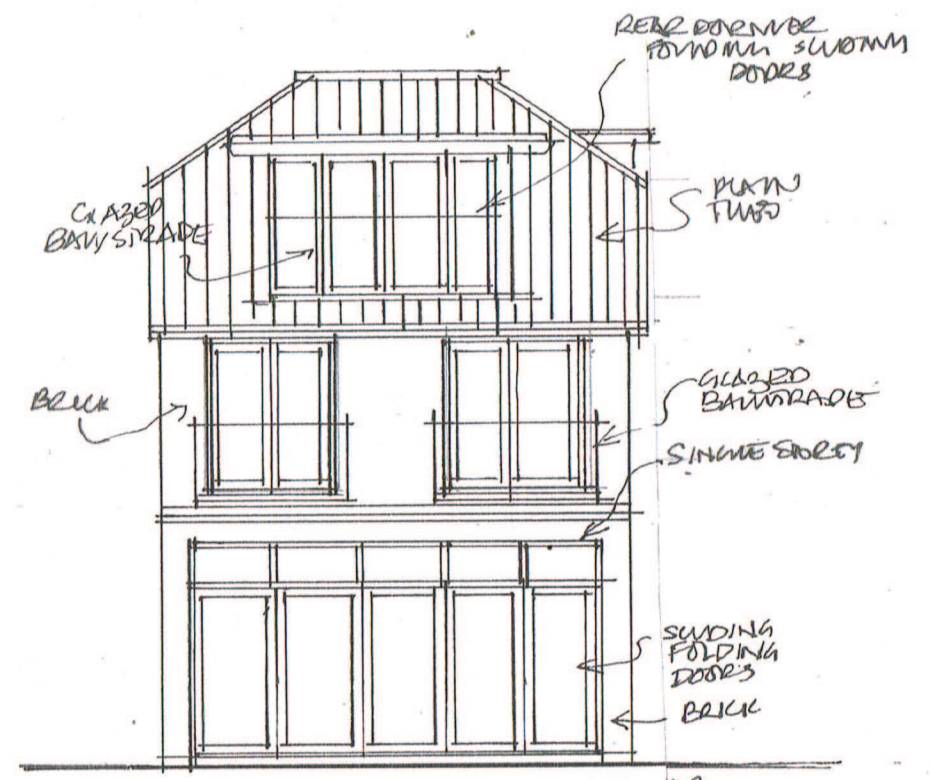 REAR DORMER
FOLDING SLIDING
DOORS
GLAZED
BALUSTRADE
PLAIN
TILES
BRICK
GLAZED
BALUSTRADE
SINGLE STOREY
SLIDING
FOLDING
DOORS
BRICK